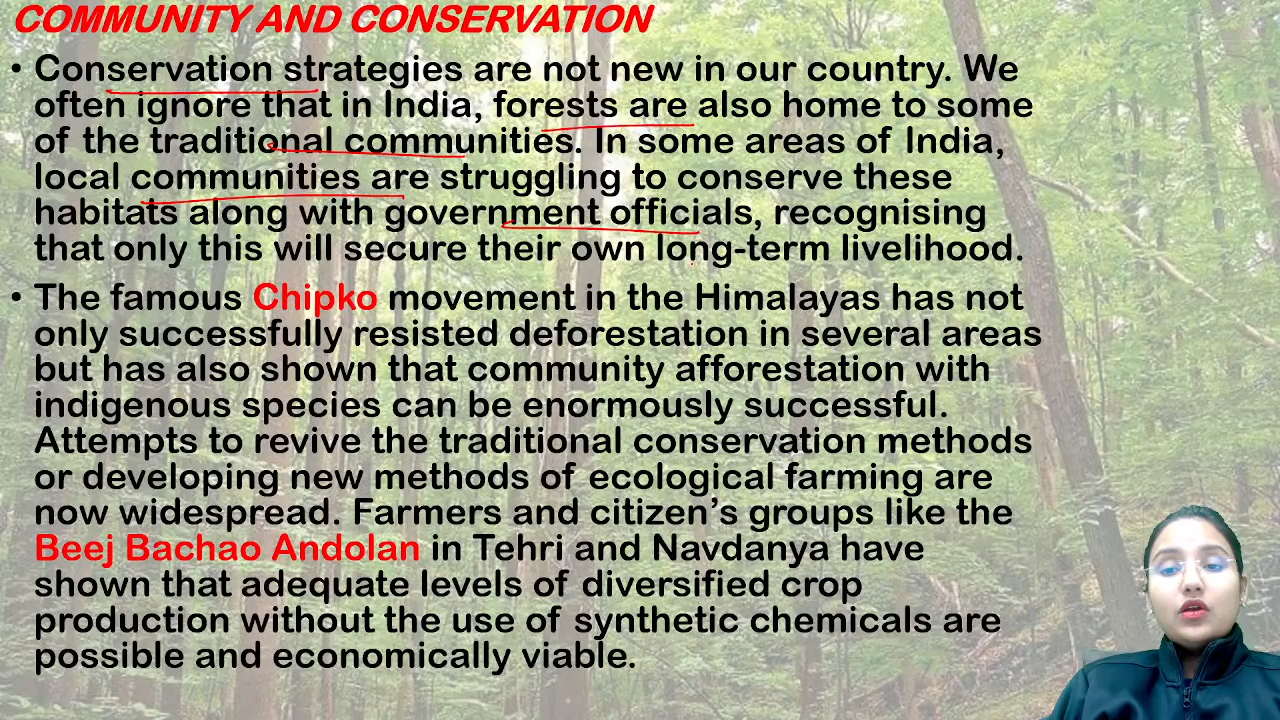 COMMUNITY AND CONSERVATION
• Conservation strategies are not new in our country. We
often ignore that in India, forests are also home to some
of the traditional communities. In some areas of India,
local communities are struggling to conserve these
habitats along with government officials, recognising
that only this will secure their own long-term livelihood.
• The famous Chipko movement in the Himalayas has not
only successfully resisted deforestation in several areas
but has also shown that community afforestation with
indigenous species can be enormously successful.
Attempts to revive the traditional conservation methods
or developing new methods of ecological farming are
now widespread. Farmers and citizen’s groups like the
Beej Bachao Andolan in Tehri and Navdanya have
shown that adequate levels of diversified crop
production without the use of synthetic chemicals are
possible and economically viable.